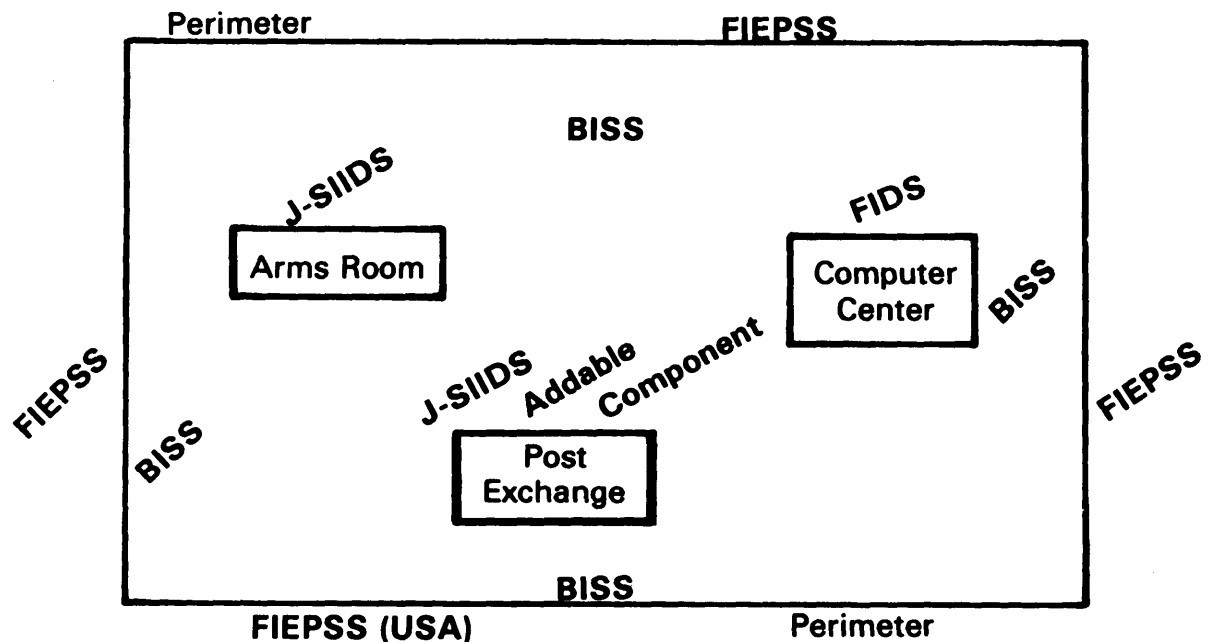 Perimeter
FIEPSS
BISS
J-SIIDS
FIDS
Arms Room
Computer
Center
BISS
J-SIIDS
Addable
Component
FIEPSS
FIEPSS
BISS
Post
Exchange
BISS
FIEPSS (USA)
Perimeter